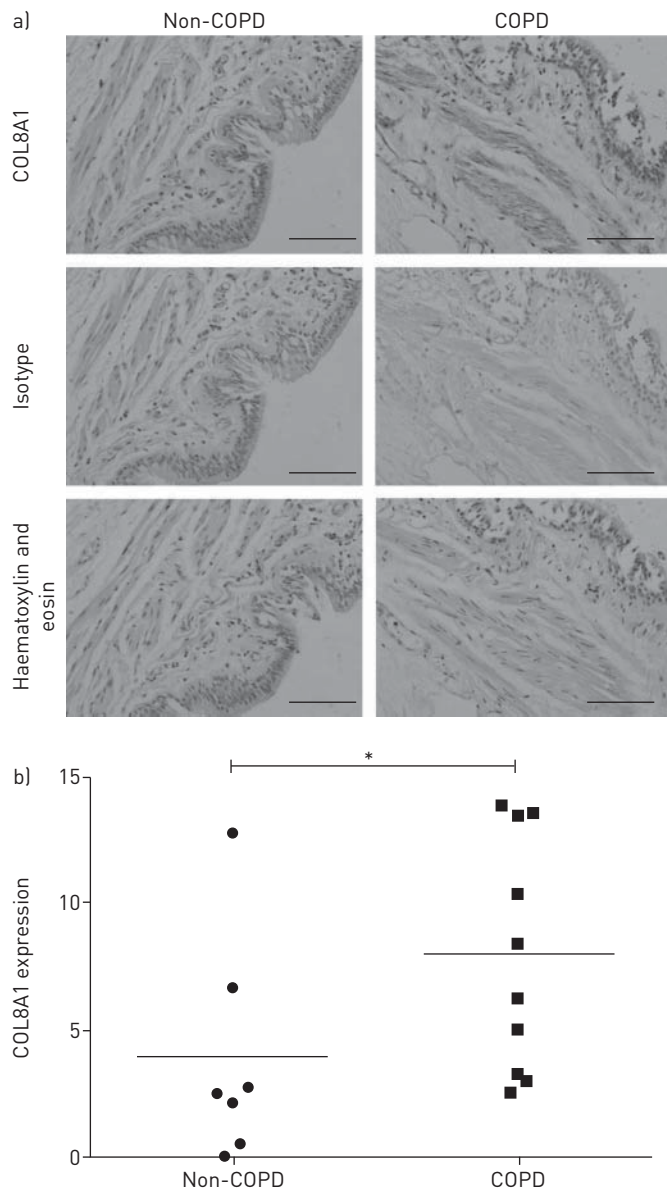 a)
Non-COPD COPD
COL8A1
Isotype
Haematoxylin and
eosin
b)
*
15
10
5
0
COL8A1 expression
Non-COPD COPD